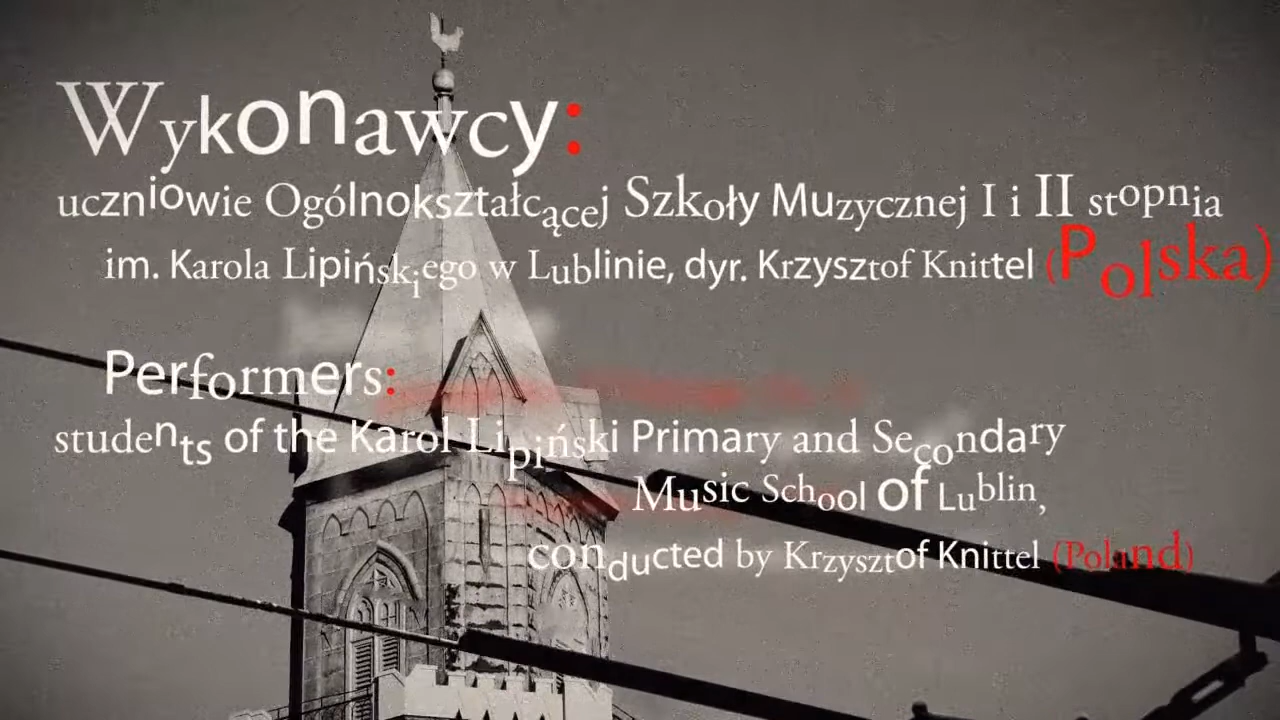 Wykonawcy:
uczniowie Ogólnokształcącej Szkoły Muzycznej I i II stopnia
im. Karola Lipińskiego w Lublinie, dyr. Krzysztof Knittel (Polska)
Performers:
students of the Karol Lipiński Primary and Secondary
Music School of Lublin,
conducted by Krzysztof Knittel (Poland)